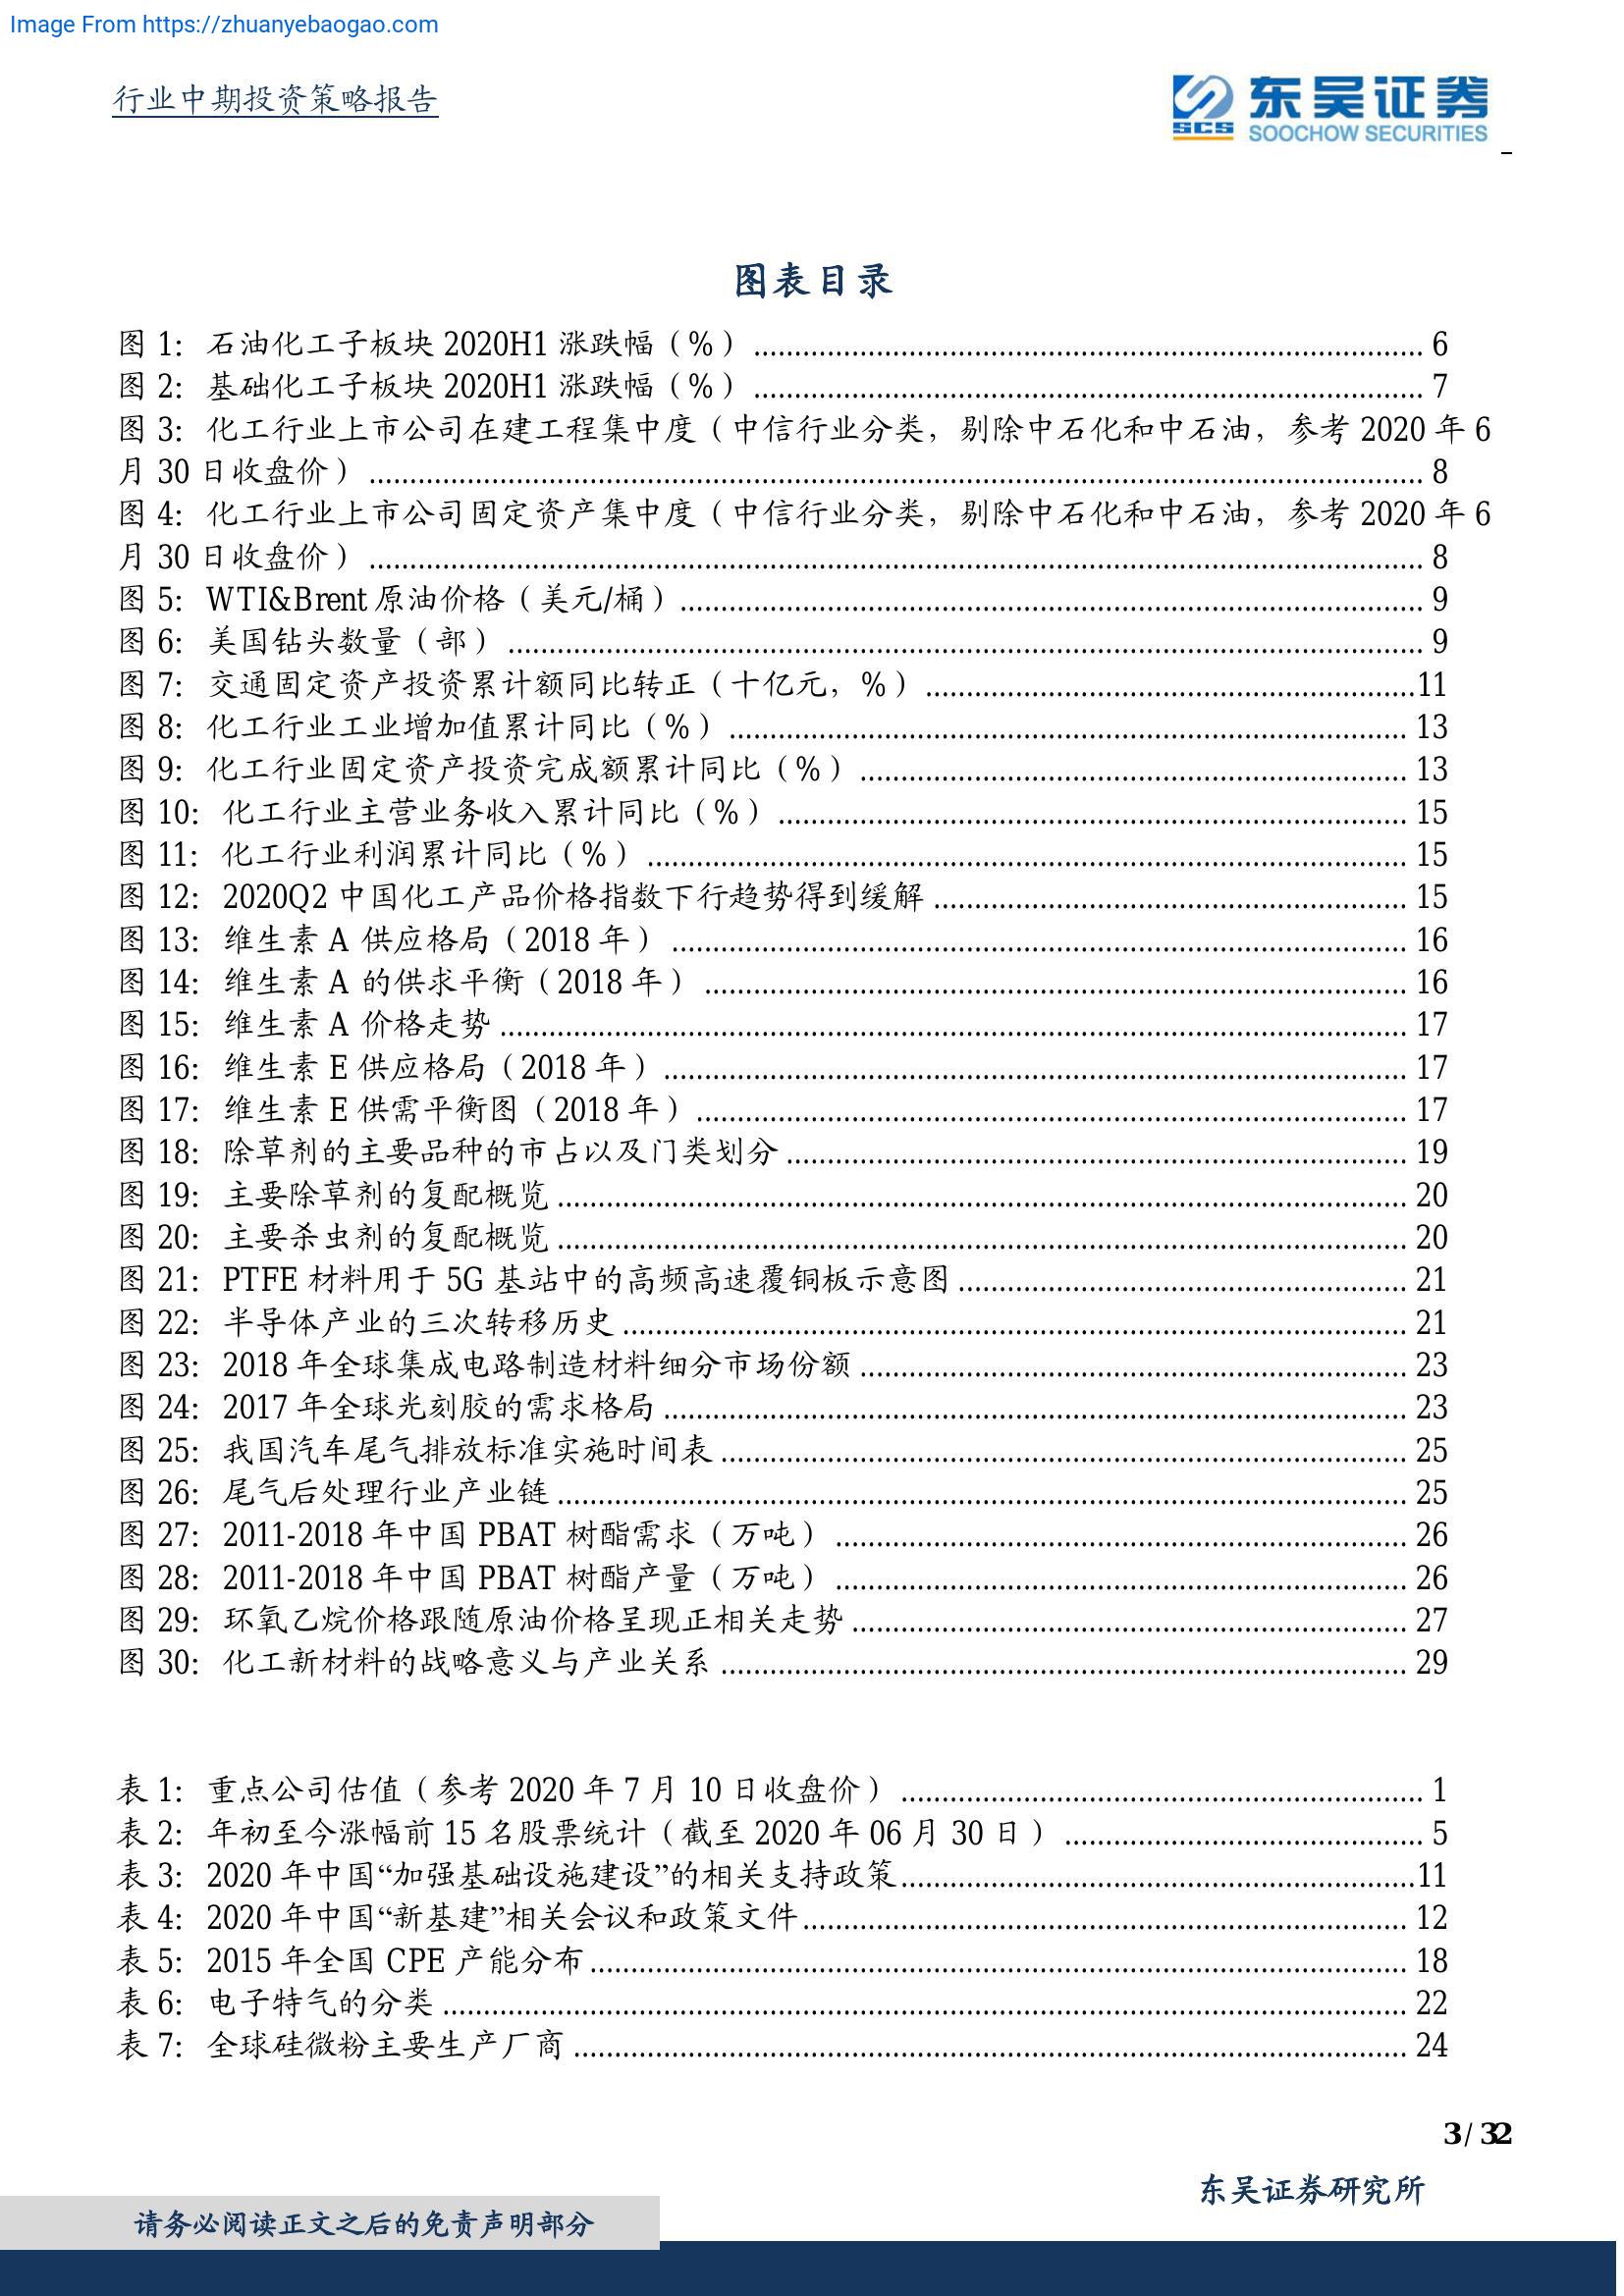 Image From https://zhuanyebaogao.com
行业中期投资策略报告
SCS 东吴证券
SOOCHOW SECURITIES
图表目录
图 1: 石油化工子板块 2020H1 涨跌幅（%） 6
图 2: 基础化工子板块 2020H1 涨跌幅（%） 7
图 3: 化工行业上市公司在建工程集中度（中信行业分类，剔除中石化和中石油，参考 2020 年 6
月 30 日收盘价） 8
图 4: 化工行业上市公司固定资产集中度（中信行业分类，剔除中石化和中石油，参考 2020 年 6
月 30 日收盘价） 8
图 5: WTI&Brent 原油价格（美元/桶） 9
图 6: 美国钻头数量（部） 9
图 7: 交通固定资产投资累计额同比转正（十亿元，%） 11
图 8: 化工行业工业增加值累计同比（%） 13
图 9: 化工行业固定资产投资完成额累计同比（%） 13
图 10: 化工行业主营业务收入累计同比（%） 15
图 11: 化工行业利润累计同比（%） 15
图 12: 2020Q2 中国化工产品价格指数下行趋势得到缓解 15
图 13: 维生素 A 供应格局（2018 年） 16
图 14: 维生素 A 的供求平衡（2018 年） 16
图 15: 维生素 A 价格走势 17
图 16: 维生素 E 供应格局（2018 年） 17
图 17: 维生素 E 供需平衡图（2018 年） 17
图 18: 除草剂的主要品种的市占以及门类划分 19
图 19: 主要除草剂的复配概览 20
图 20: 主要杀虫剂的复配概览 20
图 21: PTFE 材料用于 5G 基站中的高频高速覆铜板示意图 21
图 22: 半导体产业的三次转移历史 21
图 23: 2018 年全球集成电路制造材料细分市场份额 23
图 24: 2017 年全球光刻胶的需求格局 23
图 25: 我国汽车尾气排放标准实施时间表 25
图 26: 尾气后处理行业产业链 25
图 27: 2011-2018 年中国 PBAT 树酯需求（万吨） 26
图 28: 2011-2018 年中国 PBAT 树酯产量（万吨） 26
图 29: 环氧乙烷价格跟随原油价格呈现正相关走势 27
图 30: 化工新材料的战略意义与产业关系 29
表 1: 重点公司估值（参考 2020 年 7 月 10 日收盘价） 1
表 2: 年初至今涨幅前 15 名股票统计（截至 2020 年 06 月 30 日） 5
表 3: 2020 年中国“加强基础设施建设”的相关支持政策 11
表 4: 2020 年中国“新基建”相关会议和政策文件 12
表 5: 2015 年全国 CPE 产能分布 18
表 6: 电子特气的分类 22
表 7: 全球硅微粉主要生产厂商 24
3 / 32
东吴证券研究所
请务必阅读正文之后的免责声明部分